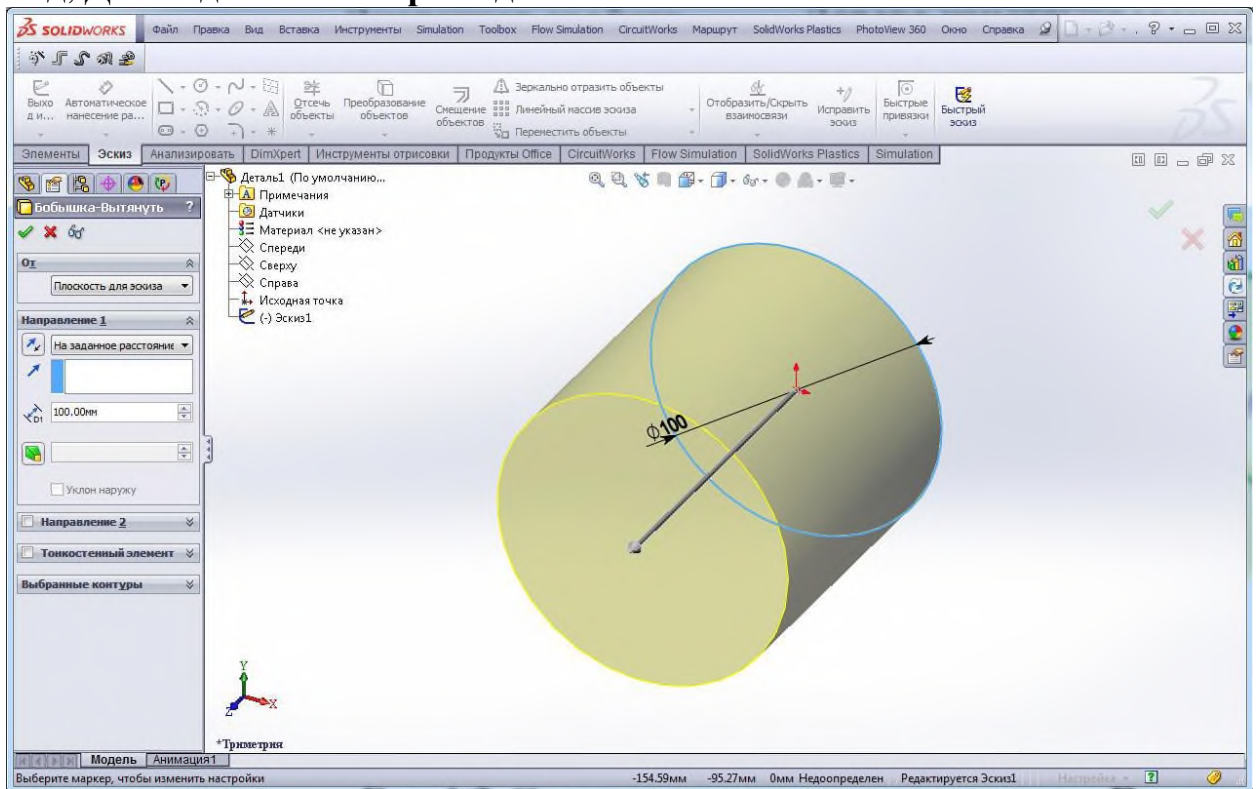 SOLIDWORKS Файл Правка Вид Вставка Инструменты Simulation Toolbox Flow Simulation CircuitWorks Маршрут SolidWorks Plastics PhotoView 360 Окно Справка
Выхо д и...
Автоматическое нанесение ра...
Отсечь объекты
Преобразование объектов
Смещение объектов
Зеркально отразить объекты
Линейный массив эскиза
Переместить объекты
Отобразить/Скрыть взаимосвязи
Исправить эскиз
Быстрые привязки
Быстрый эскиз
Элементы Эскиз Анализировать DimXpert Инструменты отрисовки Продукты Office CircuitWorks Flow Simulation SolidWorks Plastics Simulation
Бобышка-Вытянуть ?
От
Плоскость для эскиза
Направление 1
На заданное расстояние
D1 100.00мм
Уклон наружу
Направление 2
Тонкостенный элемент
Выбранные контуры
Деталь1 (По умолчанию...
Примечания
Датчики
Материал <не указан>
Спереди
Сверху
Справа
Исходная точка
(-) Эскиз1
ϕ100
Y
X
Z
*Триметрия
Модель Анимация1
Выберите маркер, чтобы изменить настройки -154.59мм -95.27мм 0мм Недоопределен Редактируется Эскиз1 Настройка